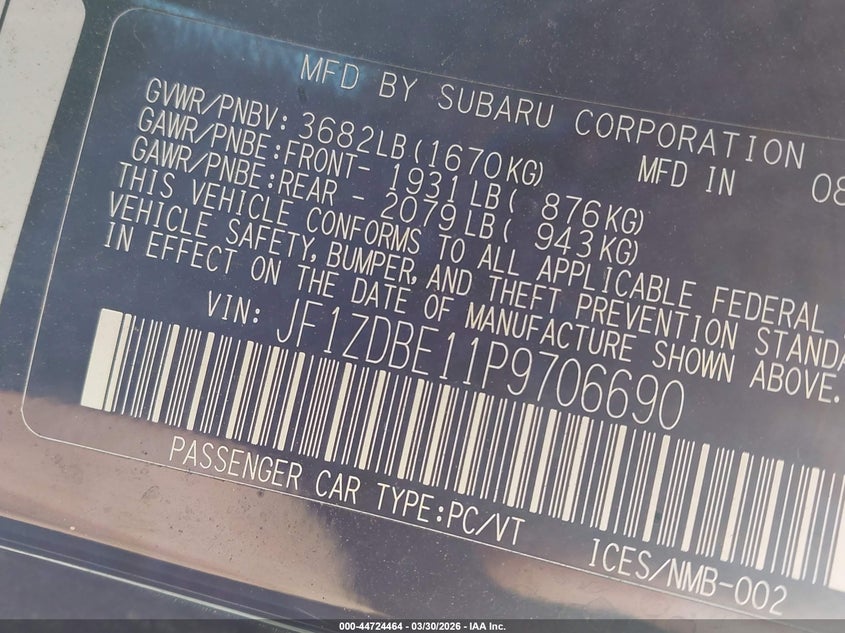 MFD BY SUBARU CORPORATION
GVWR/PNBV: 3682LB(1670KG) MFD IN 08
GAWR/PNBE:FRONT- 1931LB( 876KG)
GAWR/PNBE:REAR - 2079LB( 943KG)
THIS VEHICLE CONFORMS TO ALL APPLICABLE FEDERAL
VEHICLE SAFETY, BUMPER, AND THEFT PREVENTION STANDA
IN EFFECT ON THE DATE OF MANUFACTURE SHOWN ABOVE.
VIN: JF1ZDBE11P9706690
PASSENGER CAR TYPE:PC/VT
ICES/NMB-002
000-44724464 - 03/30/2026 - IAA Inc.